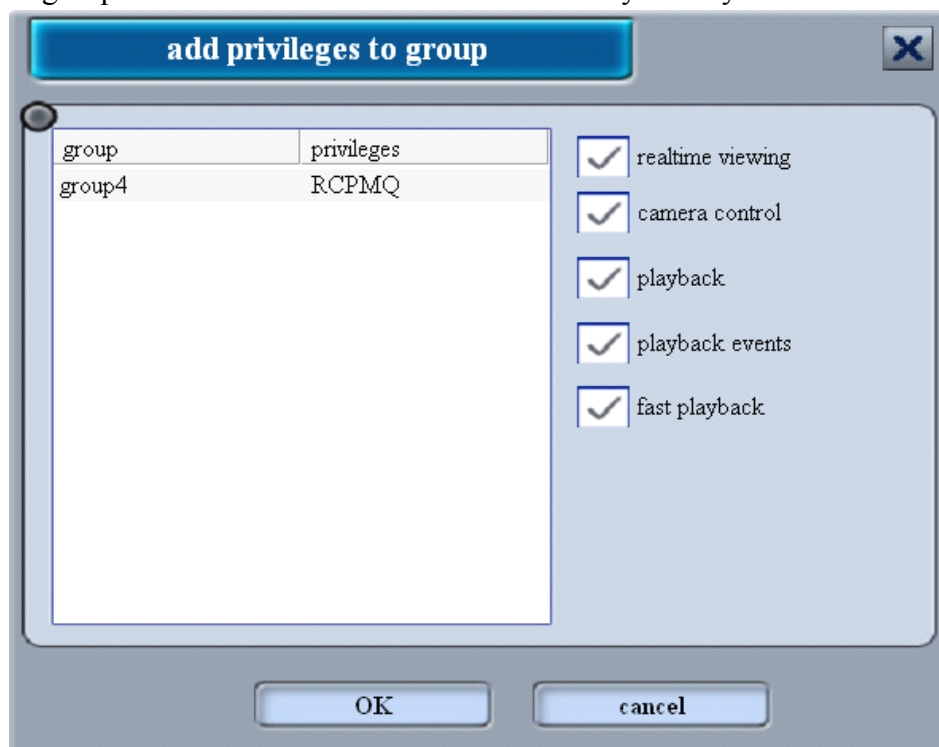 add privileges to group
group privileges
group4 RCPMQ
realtime viewing
camera control
playback
playback events
fast playback
OK cancel